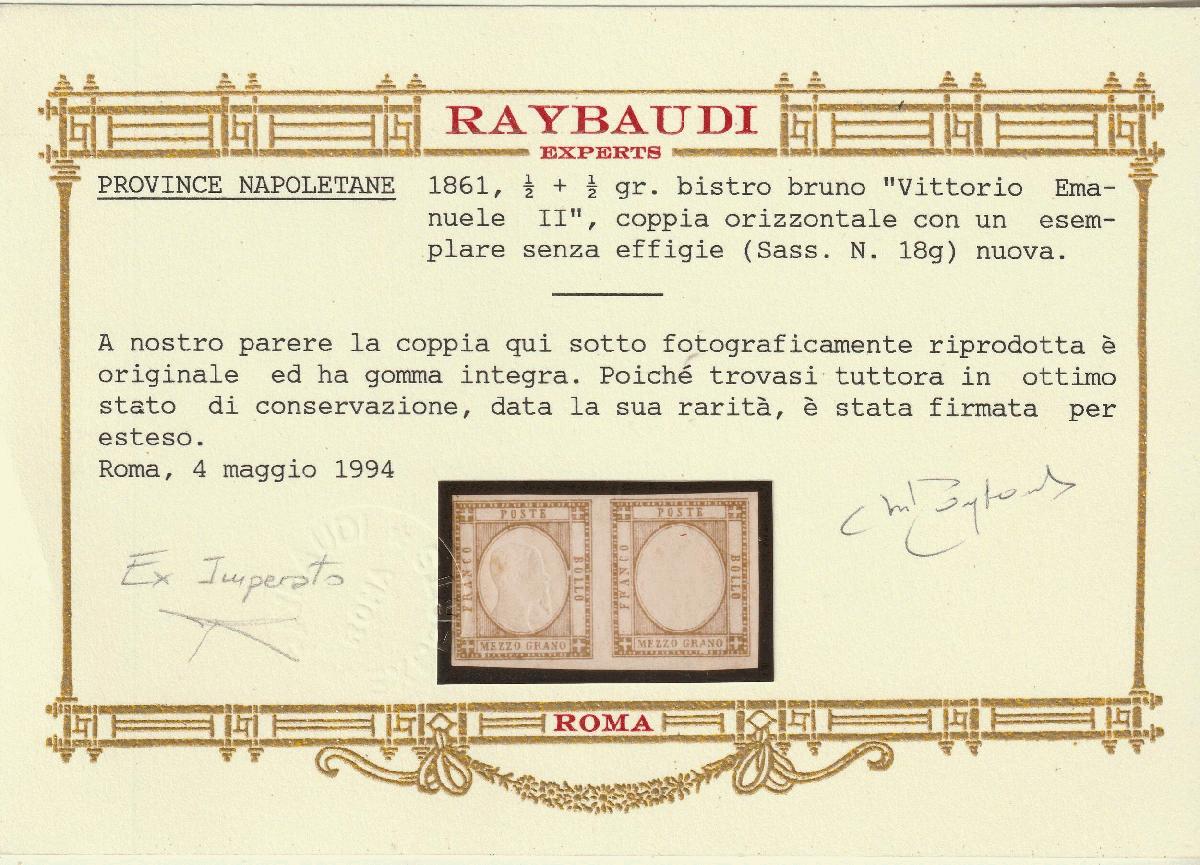 RAYBAUDI
EXPERTS
PROVINCE NAPOLETANE 1861, ½ + ½ gr. bistro bruno "Vittorio Ema-
nuele II", coppia orizzontale con un esem-
plare senza effigie (Sass. N. 18g) nuova.
A nostro parere la coppia qui sotto fotograficamente riprodotta è
originale ed ha gomma integra. Poiché trovasi tuttora in ottimo
stato di conservazione, data la sua rarità, è stata firmata per
esteso.
Roma, 4 maggio 1994
Ex Imperato
POSTE
FRANCO
BOLLO
MEZZO GRANO
POSTE
FRANCO
BOLLO
MEZZO GRANO
ROMA